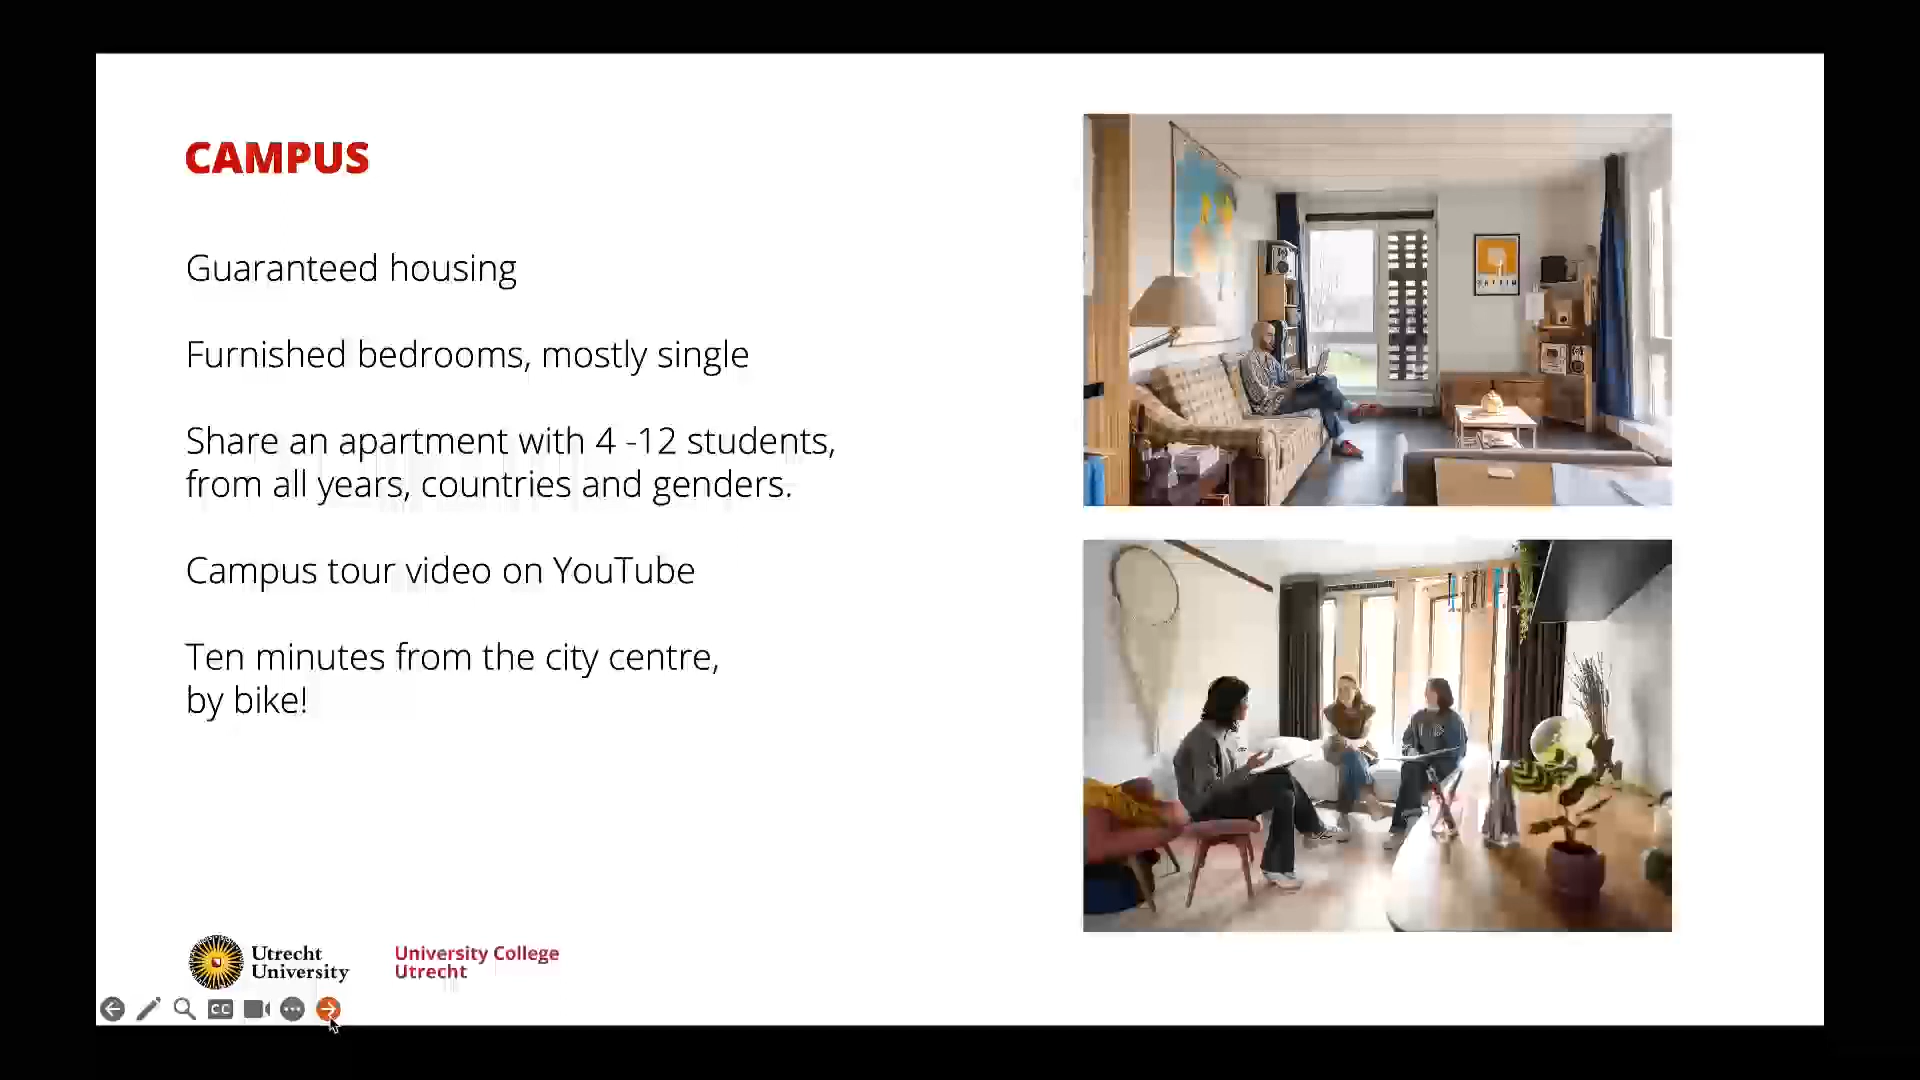 CAMPUS
Guaranteed housing
Furnished bedrooms, mostly single
Share an apartment with 4 -12 students,
from all years, countries and genders.
Campus tour video on YouTube
Ten minutes from the city centre,
by bike!
Utrecht
University
University College
Utrecht
CC